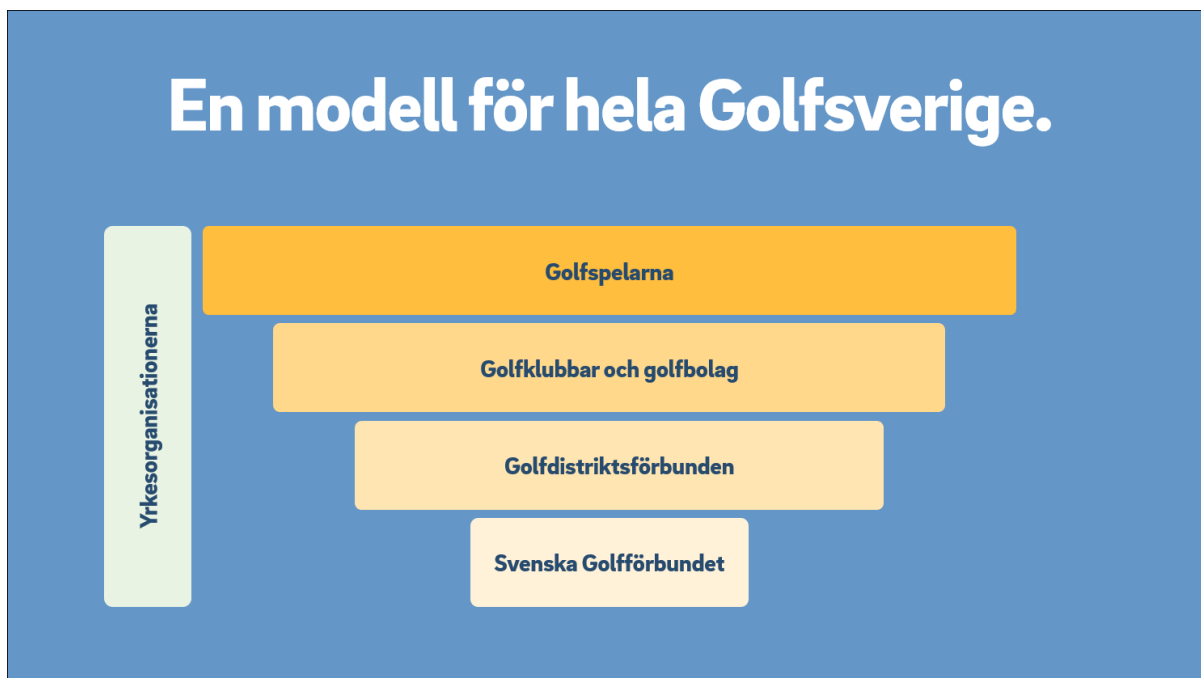 En modell för hela Golfsverige.
Yrkesorganisationerna
Golfspelarna
Golfklubbar och golfbolag
Golfdistriktsförbunden
Svenska Golfförbundet